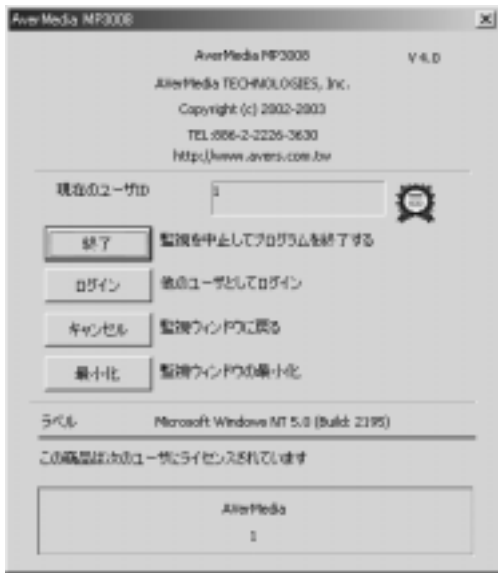 AverMedia MP3008
AverMedia MP3008 V 4.0
AVerMedia TECHNOLOGIES, Inc.
Copyright (c) 2002-2003
TEL:886-2-2226-3630
http://www.avers.com.tw
現在のユーザID
1
終了 監視を中止してプログラムを終了する
ログイン 他のユーザとしてログイン
キャンセル 監視ウィンドウに戻る
最小化 監視ウィンドウの最小化
ラベル Microsoft Windows NT 5.0 (Build: 2195)
この商品は次のユーザにライセンスされています
AVerMedia
1